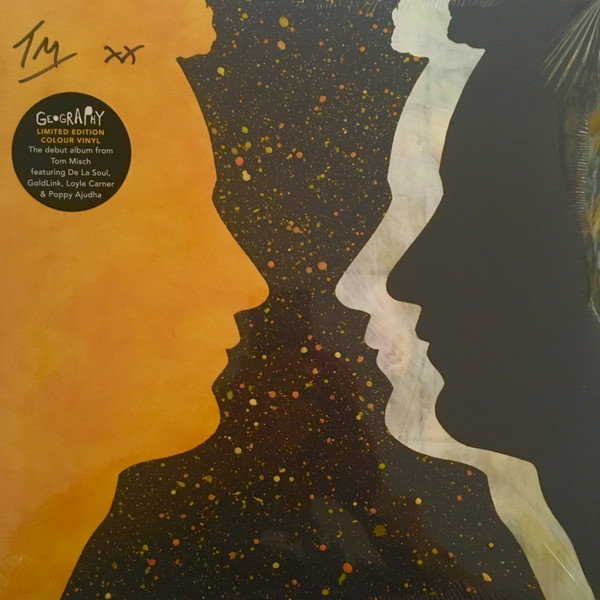 TM xx
GEOGRAPHY
LIMITED EDITION
COLOUR VINYL
The debut album from
Tom Misch
featuring De La Soul,
GoldLink, Loyle Carner
& Poppy Ajudha